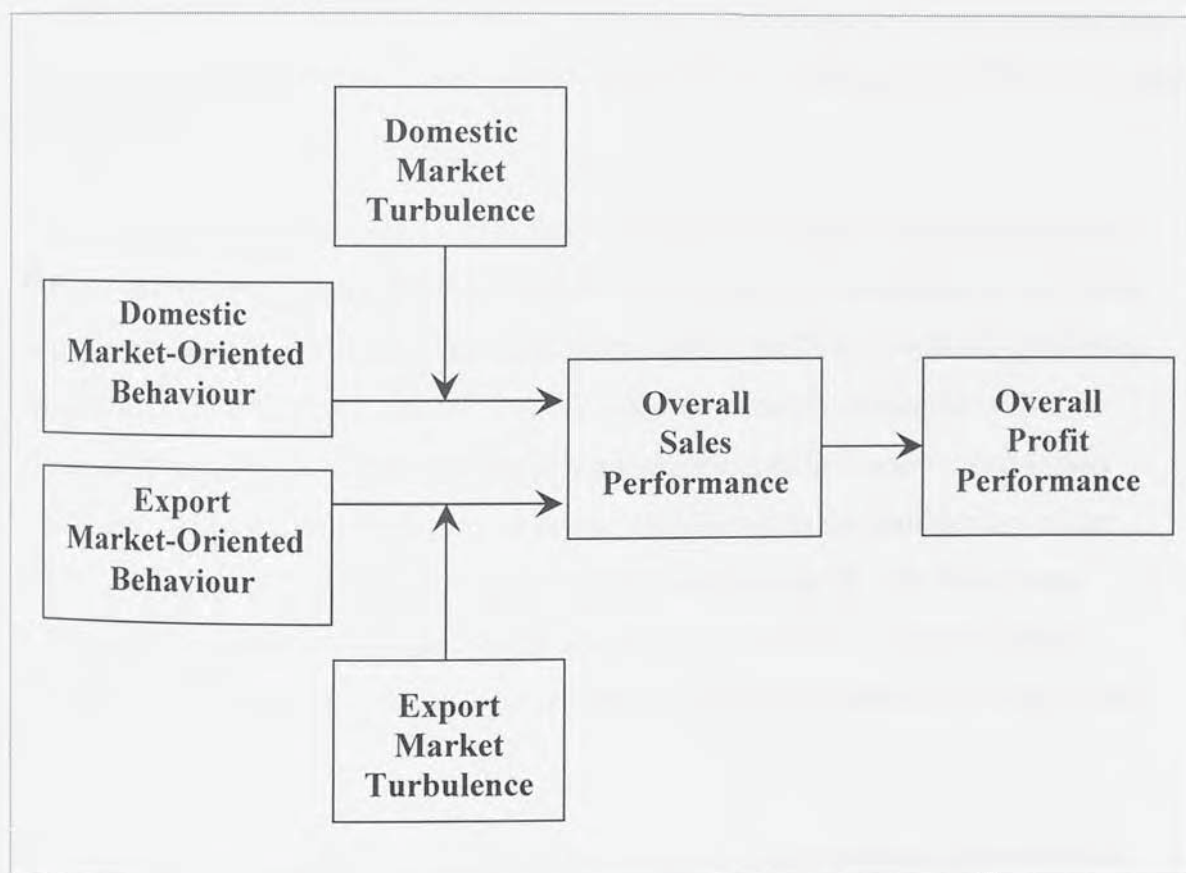 Domestic
Market
Turbulence
Domestic
Market-Oriented
Behaviour
Export
Market-Oriented
Behaviour
Overall
Sales
Performance
Overall
Profit
Performance
Export
Market
Turbulence